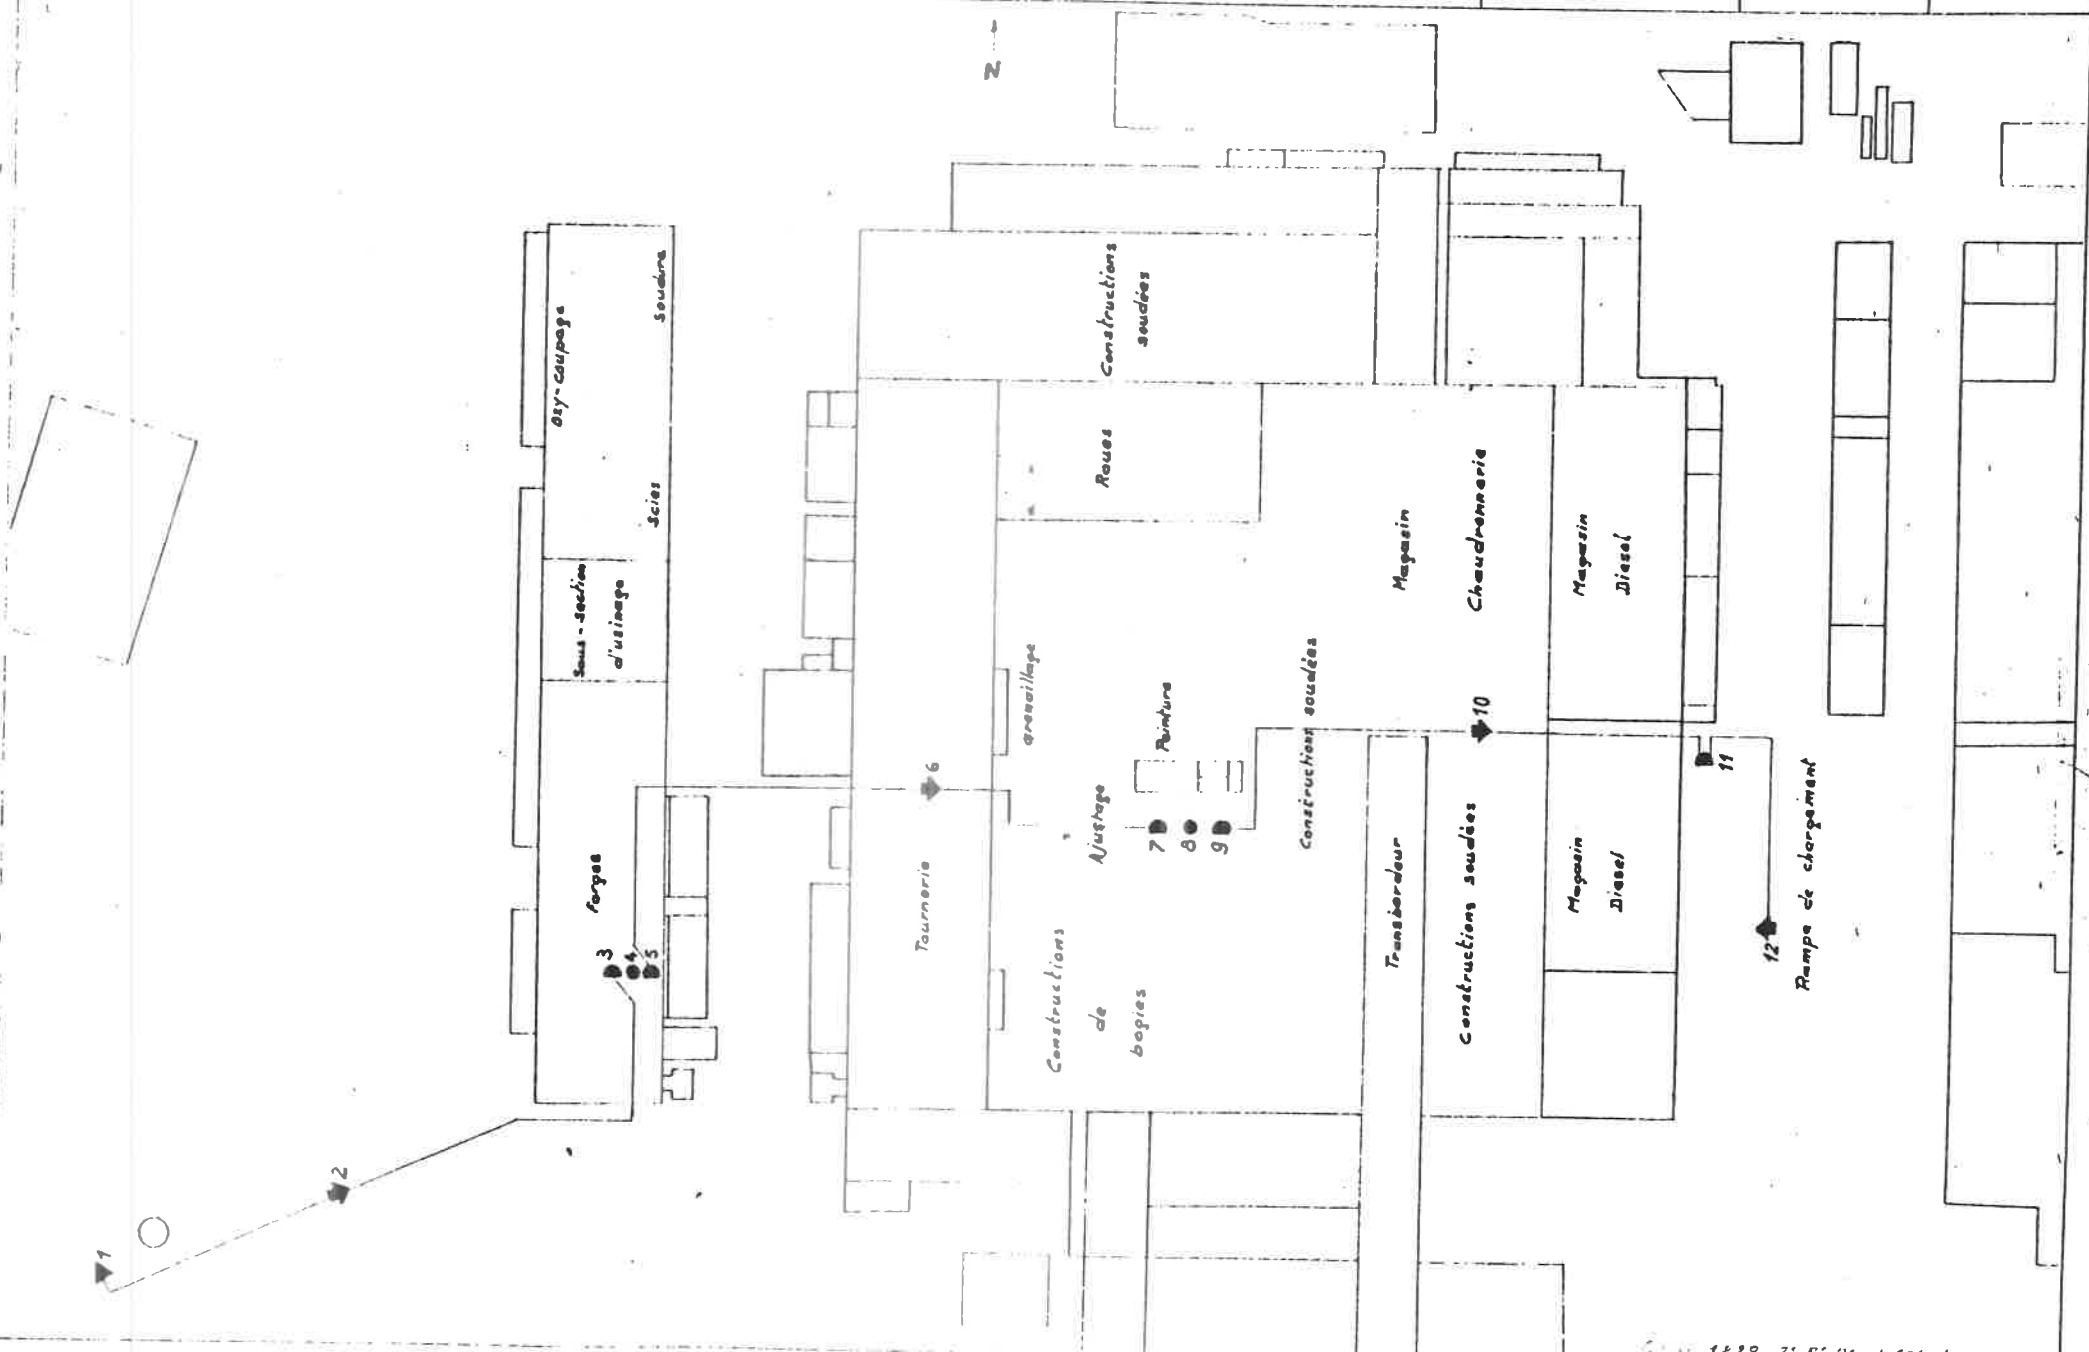 N
Oxy-coupage
Soudure
Scies
Sous-section
d'usinage
Forges
3
4
5
1
2
Constructions
soudées
Roues
Tournerie
6
Grenaillage
Peinture
Ajustage
7
8
9
Constructions
de
bogies
Constructions soudées
Magasin
Chaudronnerie
Magasin
Diesel
10
11
Transbordeur
Constructions soudées
Magasin
Diesel
12
Rampe de chargement